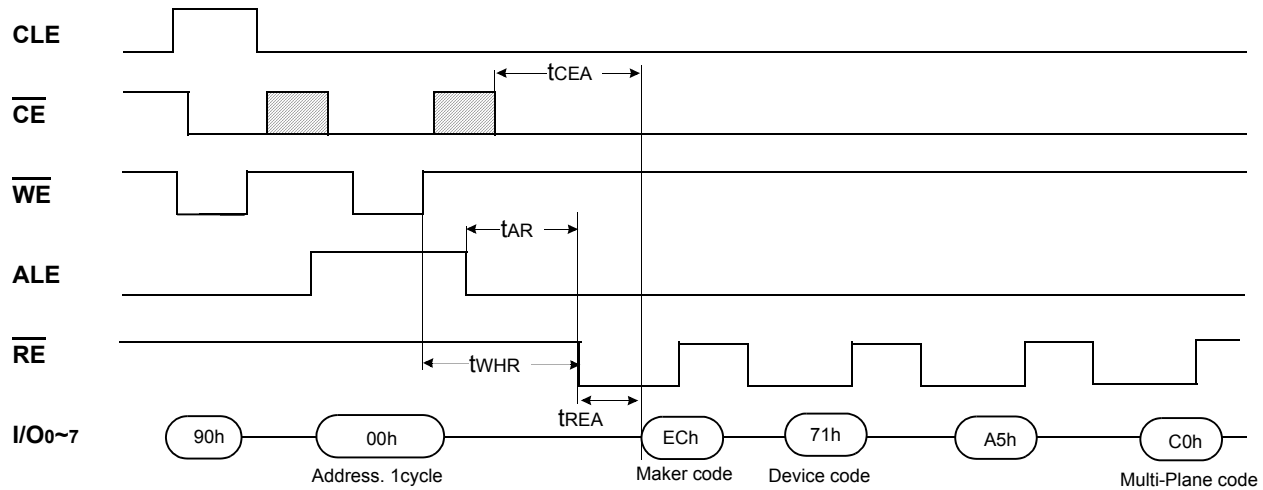 CLE
tCEA
CE
WE
tAR
ALE
RE
tWHR
tREA
I/O0~7
90h
00h
ECh
71h
A5h
C0h
Address. 1cycle
Maker code
Device code
Multi-Plane code